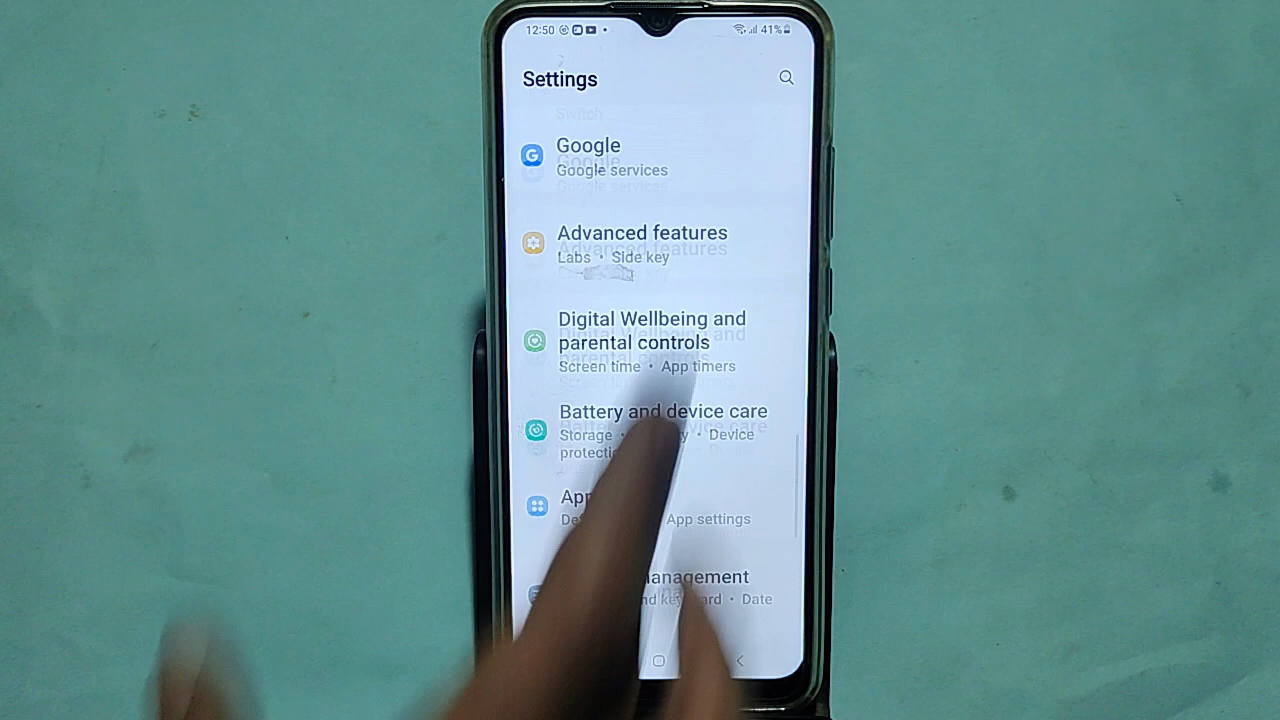 12:50
41%
Settings
Switch
Google
Google services
Advanced features
Labs • Side key
Digital Wellbeing and
parental controls
Screen time • App timers
Battery and device care
Storage • • Device
App settings
management
• Date